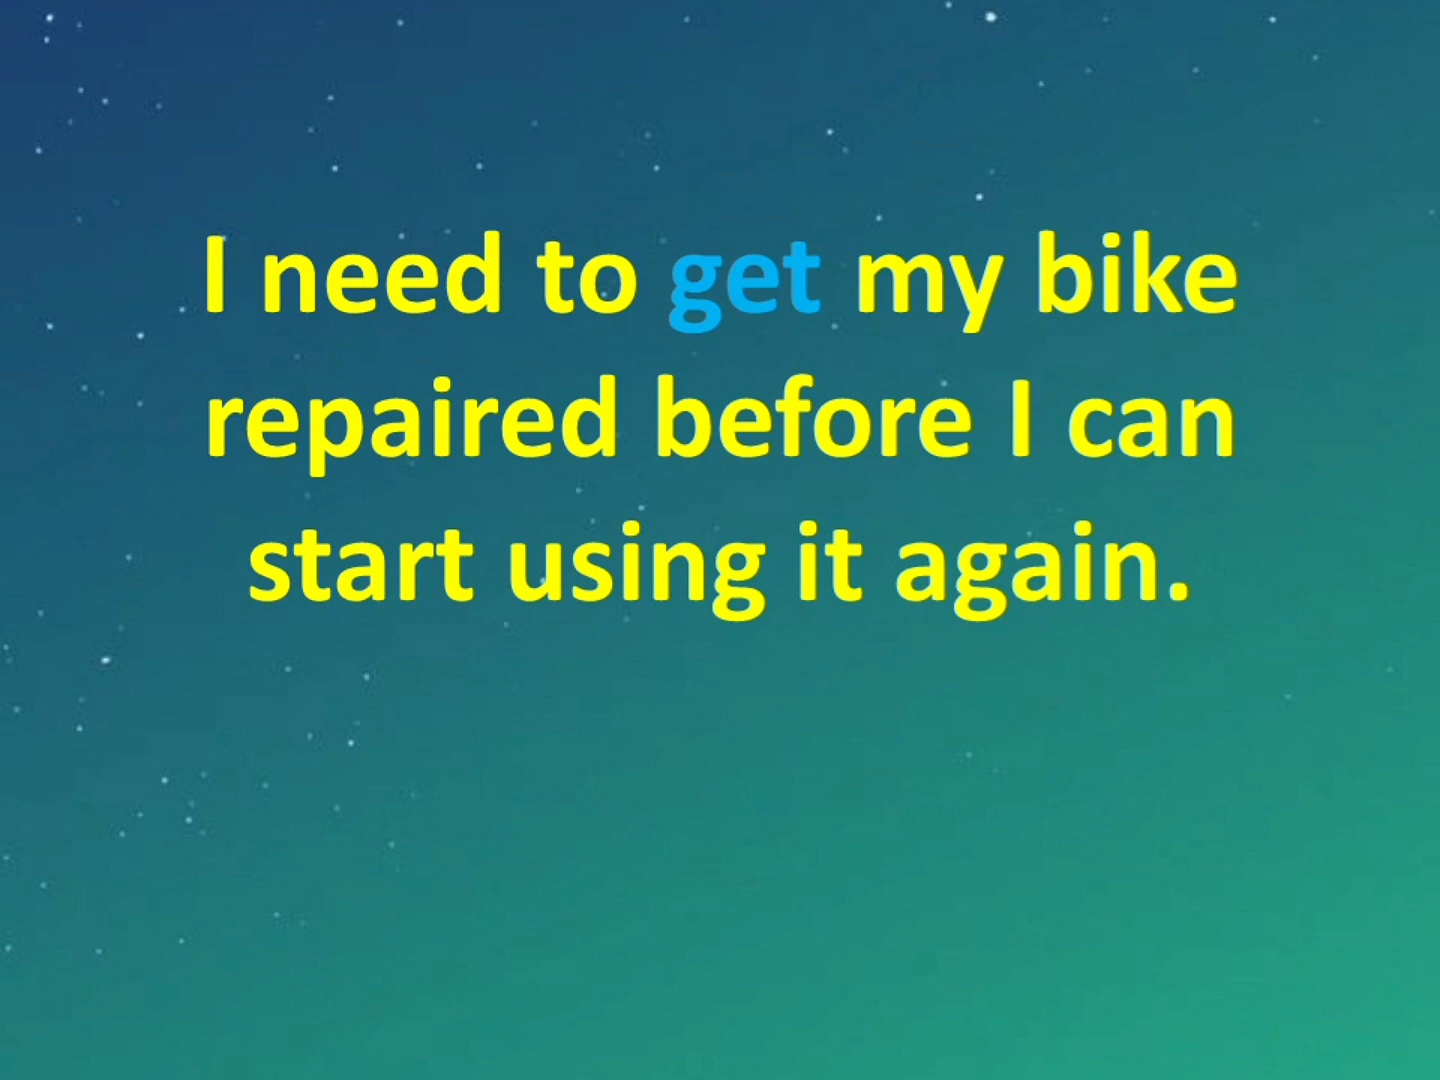 I need to get my bike
repaired before I can
start using it again.